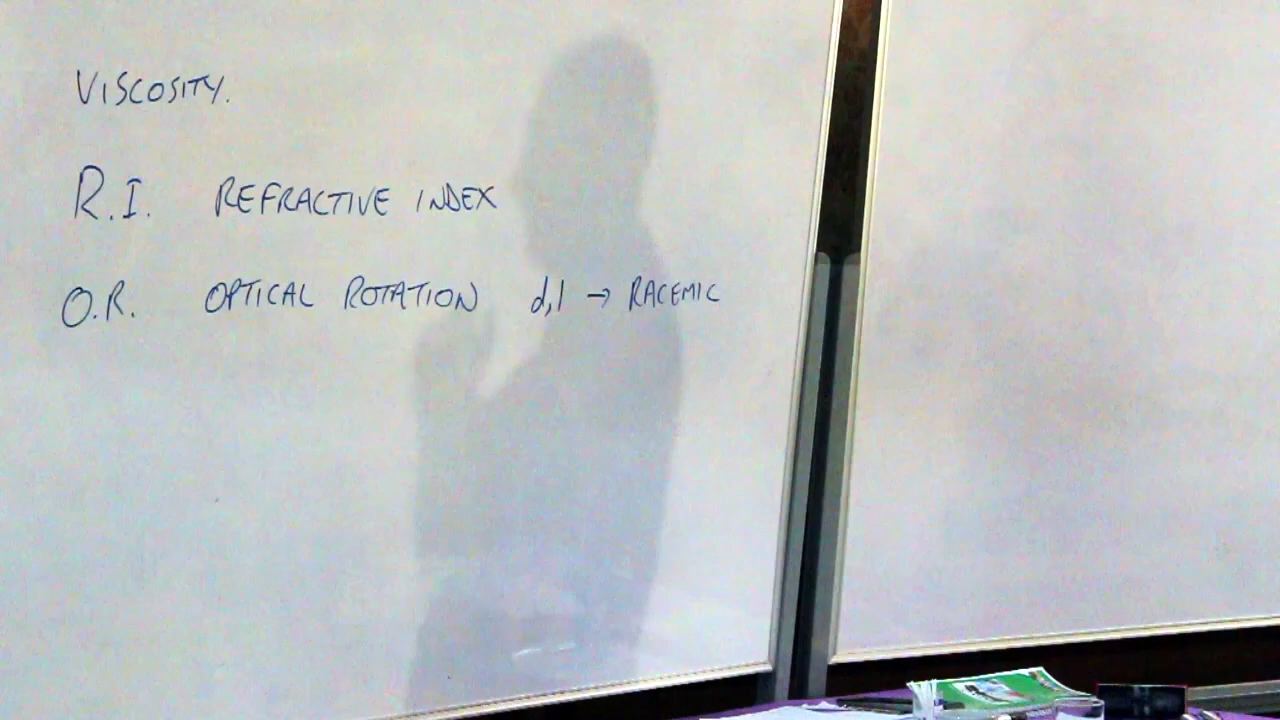 VISCOSITY.
R.I. REFRACTIVE INDEX
O.R. OPTICAL ROTATION d,l → RACEMIC